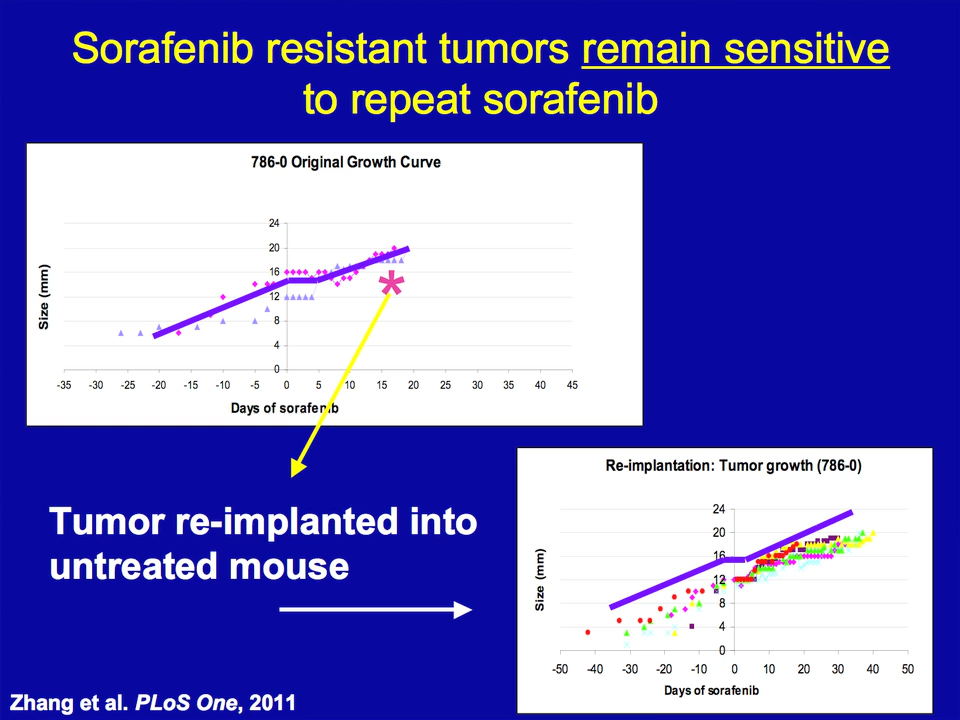 Sorafenib resistant tumors remain sensitive
to repeat sorafenib
786-0 Original Growth Curve
24
20
16
12
8
4
0
Size (mm)
-35 -30 -25 -20 -15 -10 -5 0 5 10 15 20 25 30 35 40 45
Days of sorafenib
*
Tumor re-implanted into
untreated mouse
Re-implantation: Tumor growth (786-0)
24
20
16
12
8
4
0
Size (mm)
-50 -40 -30 -20 -10 0 10 20 30 40 50
Days of sorafenib
Zhang et al. PLoS One, 2011